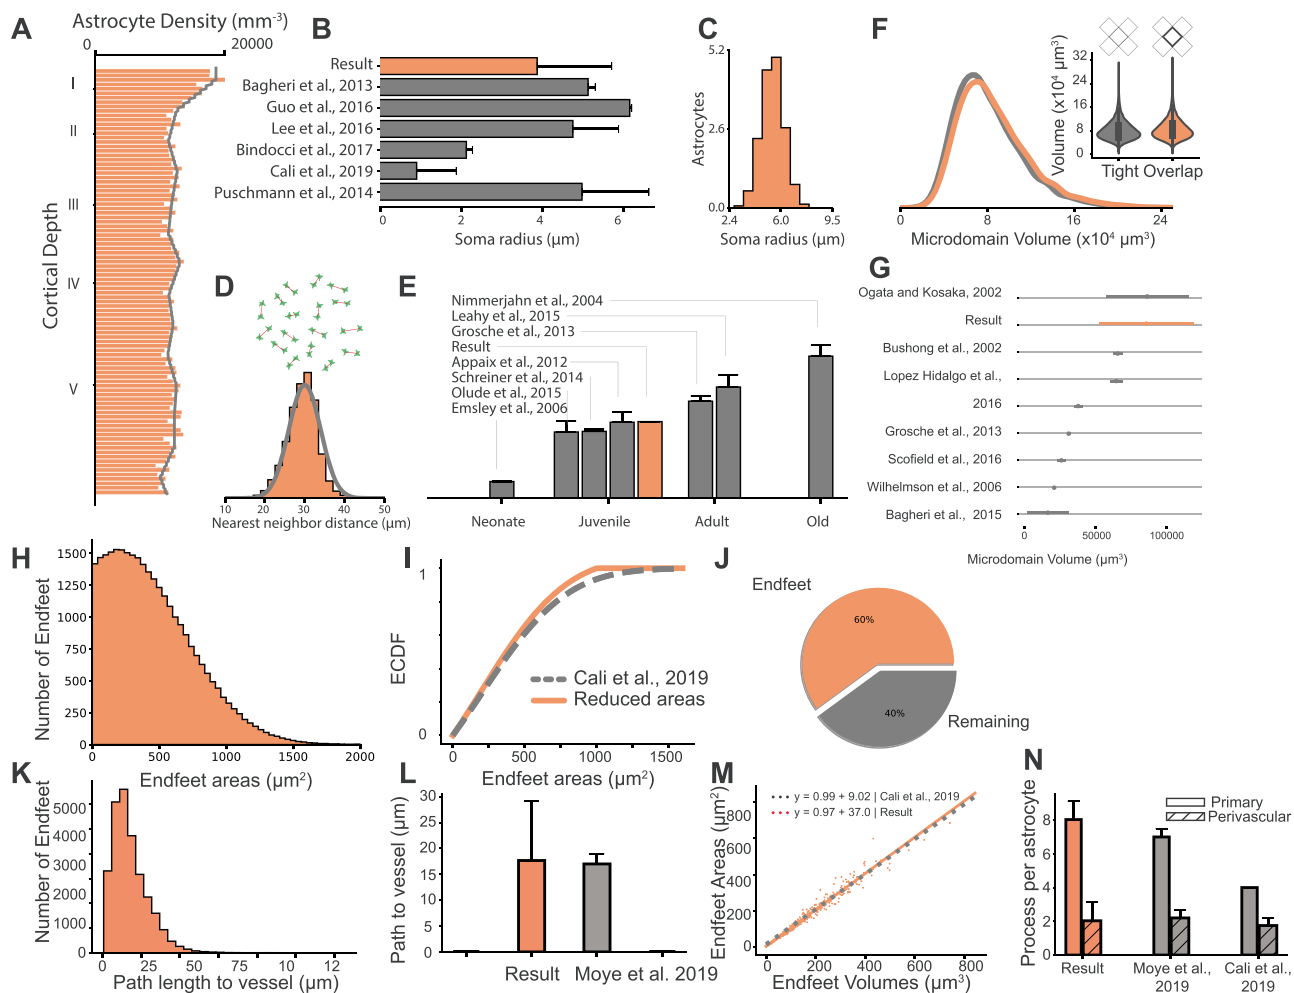 A
Astrocyte Density (mm-3)
0
20000
I
II
III
IV
V
Cortical Depth
B
Result
Bagheri et al., 2013
Guo et al., 2016
Lee et al., 2016
Bindocci et al., 2017
Cali et al., 2019
Puschmann et al., 2014
0
2
4
6
Soma radius (μm)
C
5.2
2.6
0.0
Astrocytes
2.4
6.0
9.5
Soma radius (μm)
D
10
20
30
40
50
Nearest neighbor distance (μm)
E
Nimmerjahn et al., 2004
Leahy et al., 2015
Grosche et al., 2013
Result
Appaix et al., 2012
Schreiner et al., 2014
Olude et al., 2015
Emsley et al., 2006
Neonate
Juvenile
Adult
Old
F
0
8
16
25
Microdomain Volume (x10⁴ μm³)
Volume (x10⁴ μm³)
32
24
16
8
0
Tight Overlap
G
Ogata and Kosaka, 2002
Result
Bushong et al., 2002
Lopez Hidalgo et al.,
2016
Grosche et al., 2013
Scofield et al., 2016
Wilhelmson et al., 2006
Bagheri et al., 2015
0
50000
100000
Microdomain Volume (μm³)
H
Number of Endfeet
1500
1250
1000
750
500
250
0
0
500
1000
1500
2000
Endfeet areas (μm²)
I
ECDF
1
0
Cali et al., 2019
Reduced areas
0
500
1000
1500
Endfeet areas (μm²)
J
Endfeet
60%
40%
Remaining
K
Number of Endfeet
5000
4000
3000
2000
1000
0
0
25
50
75
10
12
Path length to vessel (μm)
L
Path to vessel (μm)
30
25
20
15
10
5
0
Result
Moye et al. 2019
M
Endfeet Areas (μm²)
800
600
400
200
0
y = 0.99 + 9.02 | Cali et al., 2019
y = 0.97 + 37.0 | Result
0
200
400
600
800
Endfeet Volumes (μm³)
N
Process per astrocyte
8
6
4
2
0
Primary
Perivascular
Result
Moye et al.,
2019
Cali et al.,
2019